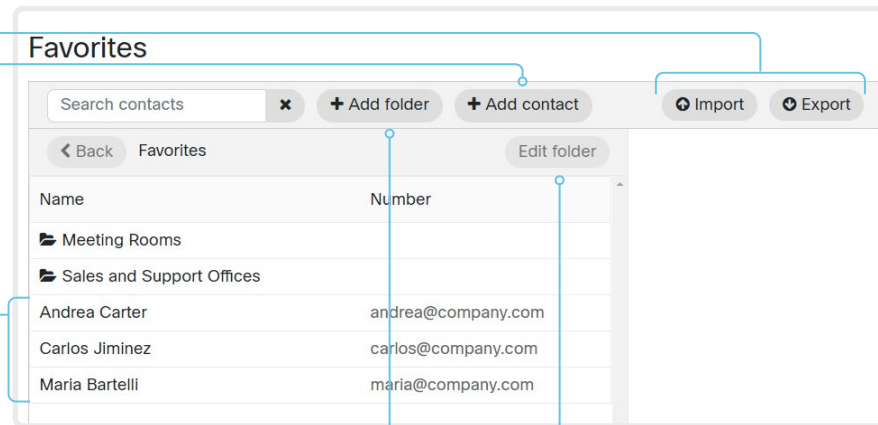 Favorites
Search contacts Add folder Add contact Import Export
Back Favorites Edit folder
Name Number
Meeting Rooms
Sales and Support Offices
Andrea Carter andrea@company.com
Carlos Jiminez carlos@company.com
Maria Bartelli maria@company.com